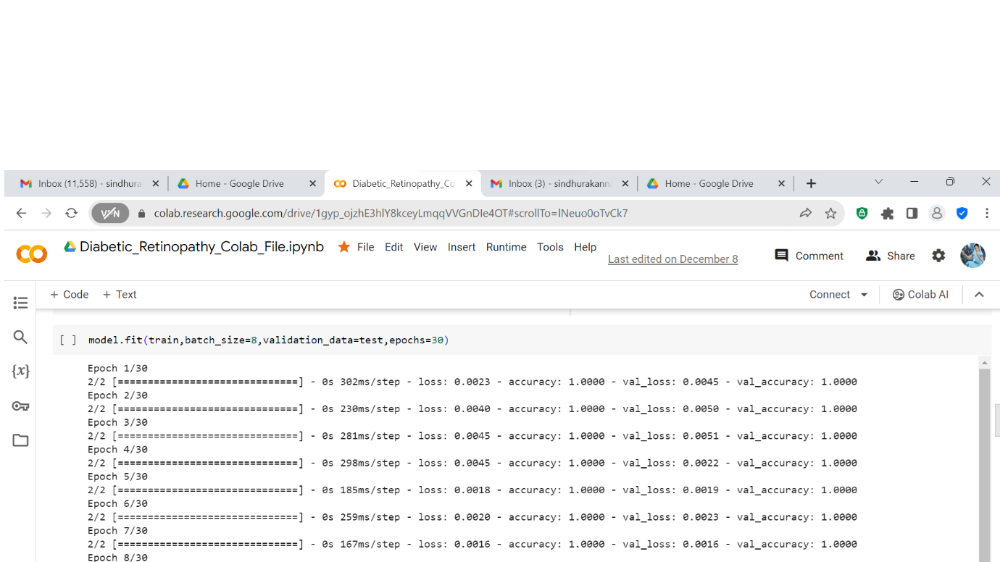 Inbox (11,558) - sindhura
Home - Google Drive
Diabetic_Retinopathy_Co
Inbox (3) - sindhurakann
Home - Google Drive
VPN
colab.research.google.com/drive/1gyp_ojzhE3hlY8kceyLmqqVVGnDIe4OT#scrollTo=lNeuo0oTvCk7
CO
Diabetic_Retinopathy_Colab_File.ipynb
File Edit View Insert Runtime Tools Help
Last edited on December 8
Comment
Share
+ Code + Text
Connect
Colab AI
{x}
[ ] model.fit(train,batch_size=8,validation_data=test,epochs=30)
Epoch 1/30
2/2 [==============================] - 0s 302ms/step - loss: 0.0023 - accuracy: 1.0000 - val_loss: 0.0045 - val_accuracy: 1.0000
Epoch 2/30
2/2 [==============================] - 0s 230ms/step - loss: 0.0040 - accuracy: 1.0000 - val_loss: 0.0050 - val_accuracy: 1.0000
Epoch 3/30
2/2 [==============================] - 0s 281ms/step - loss: 0.0045 - accuracy: 1.0000 - val_loss: 0.0051 - val_accuracy: 1.0000
Epoch 4/30
2/2 [==============================] - 0s 298ms/step - loss: 0.0045 - accuracy: 1.0000 - val_loss: 0.0022 - val_accuracy: 1.0000
Epoch 5/30
2/2 [==============================] - 0s 185ms/step - loss: 0.0018 - accuracy: 1.0000 - val_loss: 0.0019 - val_accuracy: 1.0000
Epoch 6/30
2/2 [==============================] - 0s 259ms/step - loss: 0.0020 - accuracy: 1.0000 - val_loss: 0.0023 - val_accuracy: 1.0000
Epoch 7/30
2/2 [==============================] - 0s 167ms/step - loss: 0.0016 - accuracy: 1.0000 - val_loss: 0.0016 - val_accuracy: 1.0000
Epoch 8/30